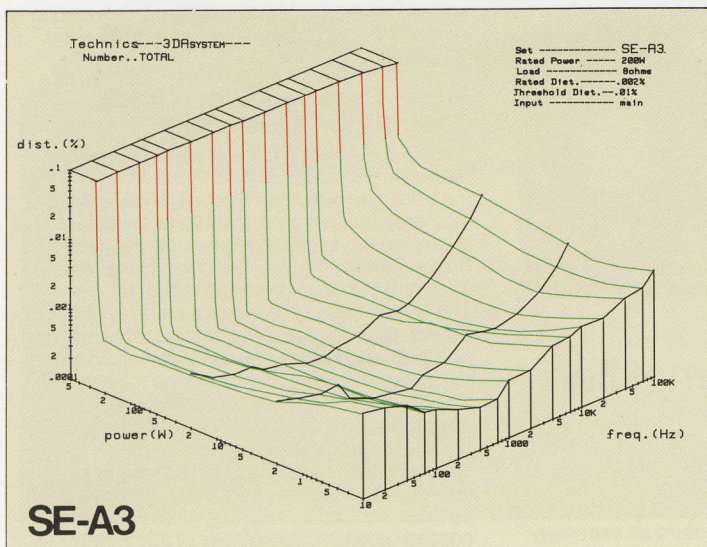 Technics---3DASYSTEM---
Number..TOTAL
Set -------------- SE-A3.
Rated Power ------ 200W
Load ------------- 8ohms
Rated Dist.-------.002%
Threshold Dist.--.01%
Input ----------- main
dist.(%)
.1
5
2
.01
5
2
.001
5
2
.0001
5
2
100
5
2
10
5
2
1
5
2
power(W)
10
2
5
100
2
5
1000
2
5
10K
2
5
100K
freq.(Hz)
SE-A3